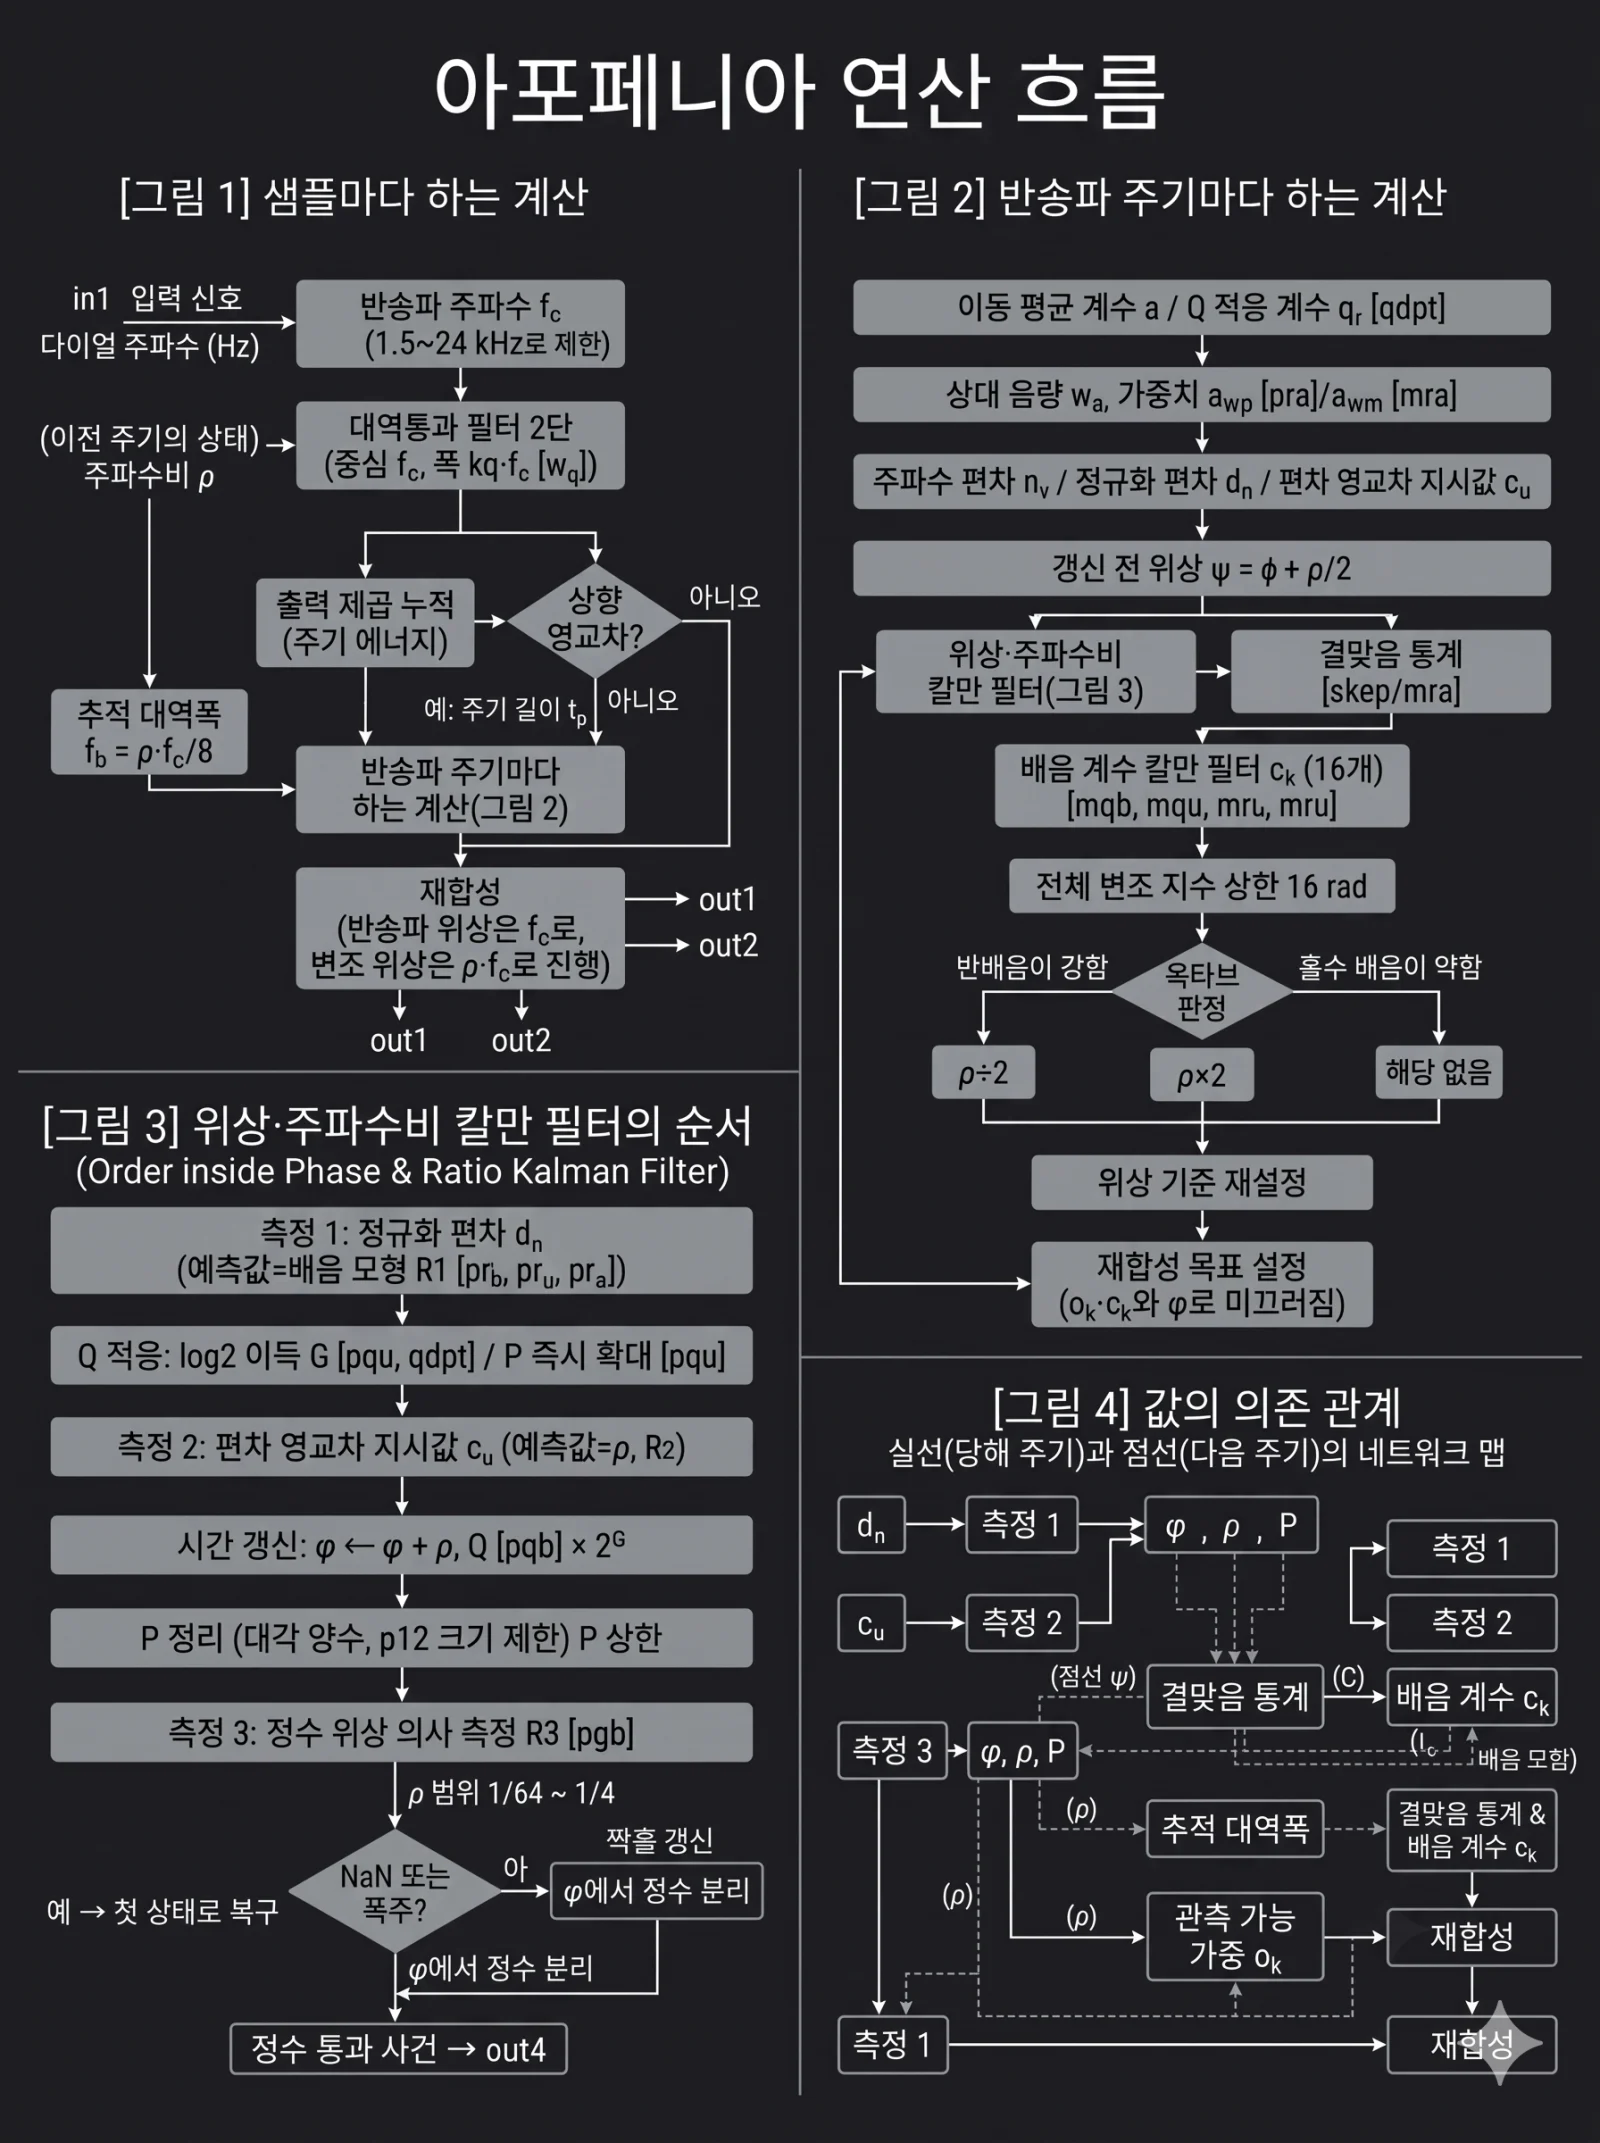 아포페니아 연산 흐름
[그림 1] 샘플마다 하는 계산
in1 입력 신호
다이얼 주파수 (Hz)
반송파 주파수 fc
(1.5~24 kHz로 제한)
(이전 주기의 상태)
주파수비 ρ
대역통과 필터 2단
(중심 fc, 폭 kq·fc [wq])
출력 제곱 누적
(주기 에너지)
상향
영교차?
아니오
예: 주기 길이 tp
아니오
추적 대역폭
fb = ρ·fc/8
반송파 주기마다
하는 계산(그림 2)
재합성
(반송파 위상은 fc로,
변조 위상은 ρ·fc로 진행)
out1
out2
out1
out2
[그림 2] 반송파 주기마다 하는 계산
이동 평균 계수 a / Q 적응 계수 qr [qdpt]
상대 음량 wa, 가중치 awp [pra]/awm [mra]
주파수 편차 nv / 정규화 편차 dn / 편차 영교차 지시값 cu
갱신 전 위상 ψ = ϕ + ρ/2
위상·주파수비
칼만 필터(그림 3)
결맞음 통계
[skep/mra]
배음 계수 칼만 필터 ck (16개)
[mqb, mqu, mru, mru]
전체 변조 지수 상한 16 rad
반배음이 강함
옥타브
판정
홀수 배음이 약함
ρ÷2
ρ×2
해당 없음
위상 기준 재설정
재합성 목표 설정
(ok·ck와 φ로 미끄러짐)
[그림 3] 위상·주파수비 칼만 필터의 순서
(Order inside Phase & Ratio Kalman Filter)
측정 1: 정규화 편차 dn
(예측값=배음 모형 R1 [prb, pru, pra])
Q 적응: log2 이득 G [pqu, qdpt] / P 즉시 확대 [pqu]
측정 2: 편차 영교차 지시값 cu (예측값=ρ, R2)
시간 갱신: φ ← φ + ρ, Q [pqb] × 2G
P 정리 (대각 양수, p12 크기 제한) P 상한
측정 3: 정수 위상 의사 측정 R3 [pgb]
ρ 범위 1/64 ~ 1/4
NaN 또는
폭주?
예 → 첫 상태로 복구
아
짝홀 갱신
φ에서 정수 분리
φ에서 정수 분리
정수 통과 사건 → out4
[그림 4] 값의 의존 관계
실선(당해 주기)과 점선(다음 주기)의 네트워크 맵
dn
측정 1
φ , ρ , P
측정 1
cu
측정 2
측정 2
(점선 ψ)
결맞음 통계
(C)
배음 계수 ck
측정 3
φ, ρ, P
배음 모함)
(ρ)
추적 대역폭
결맞음 통계 &
배음 계수 ck
(ρ)
(ρ)
관측 가능
가중 ok
재합성
측정 1
재합성